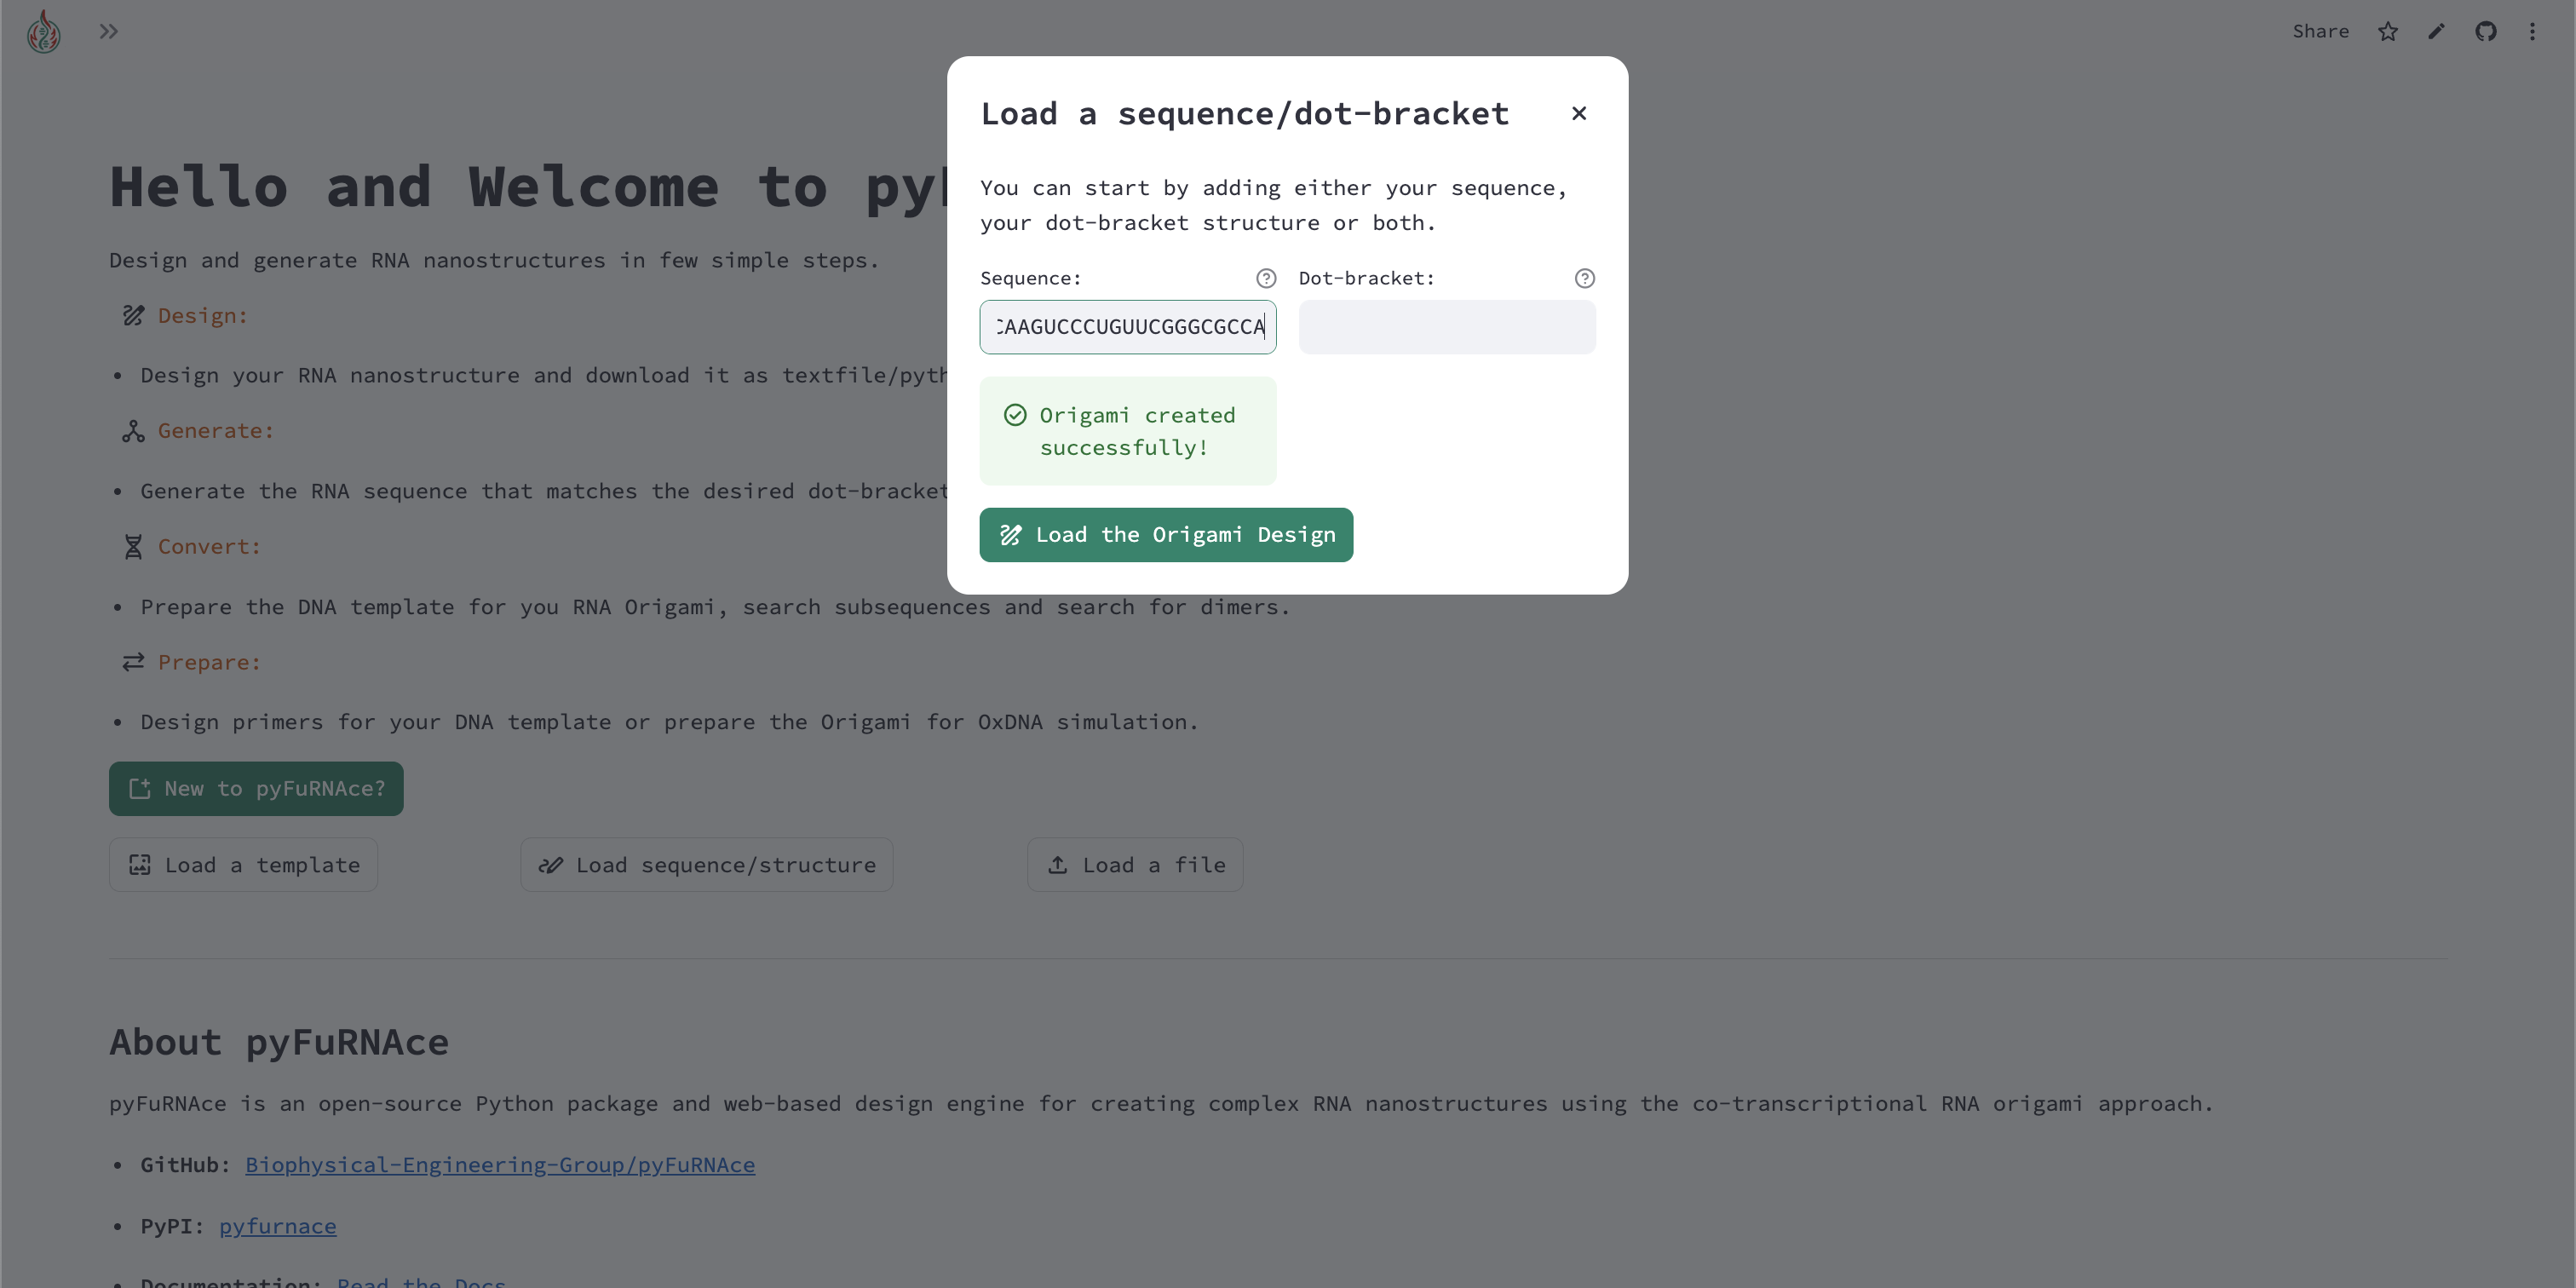 Share
Load a sequence/dot-bracket
You can start by adding either your sequence,
your dot-bracket structure or both.
Sequence:
Dot-bracket:
CAAGUCCCUGUUCGGGCGCCA
Origami created
successfully!
Load the Origami Design
Hello and Welcome to py
Design and generate RNA nanostructures in few simple steps.
Design:
• Design your RNA nanostructure and download it as textfile/pyth
Generate:
• Generate the RNA sequence that matches the desired dot-bracket
Convert:
• Prepare the DNA template for you RNA Origami, search subsequences and search for dimers.
Prepare:
• Design primers for your DNA template or prepare the Origami for OxDNA simulation.
New to pyFuRNAce?
Load a template
Load sequence/structure
Load a file
About pyFuRNAce
pyFuRNAce is an open-source Python package and web-based design engine for creating complex RNA nanostructures using the co-transcriptional RNA origami approach.
• GitHub: Biophysical-Engineering-Group/pyFuRNAce
• PyPI: pyfurnace
• Documentation: Read the Docs